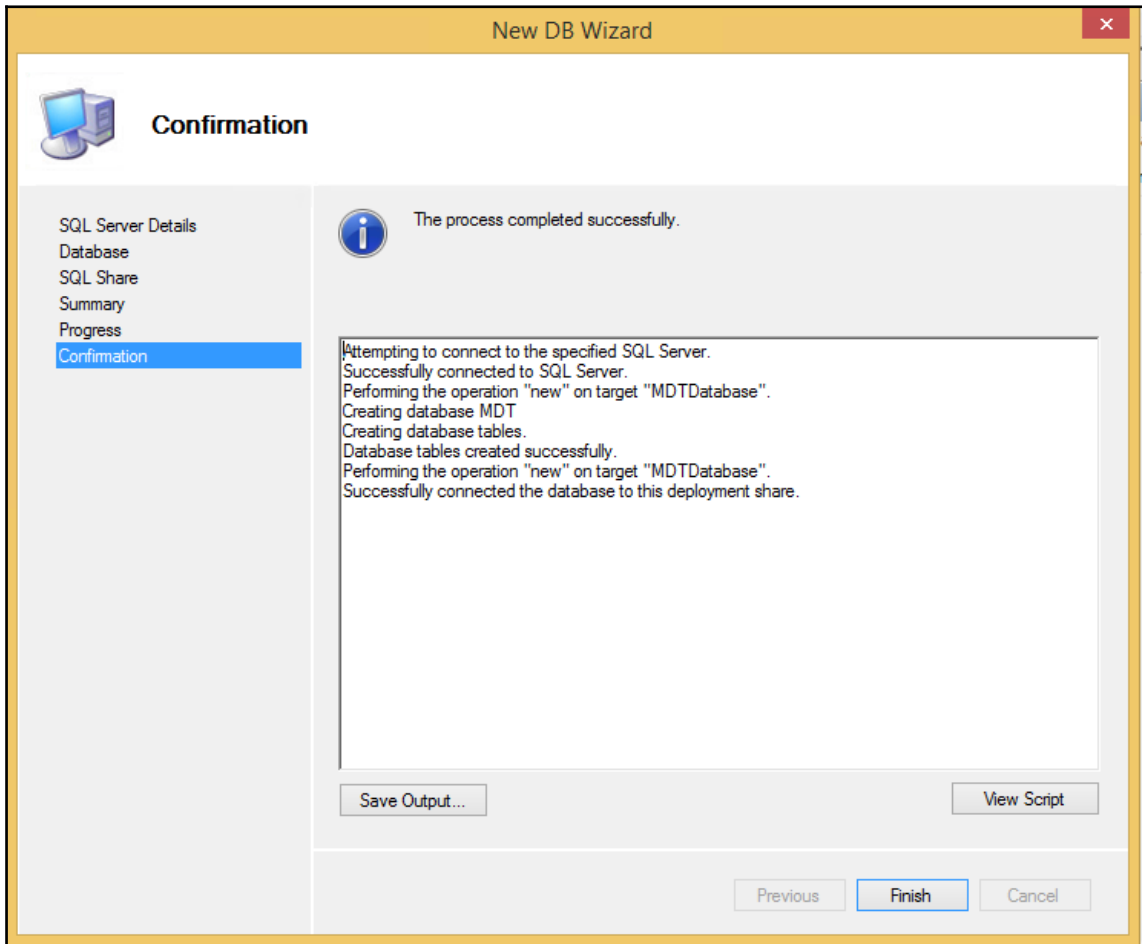 New DB Wizard
Confirmation
SQL Server Details
Database
SQL Share
Summary
Progress
Confirmation
The process completed successfully.
Attempting to connect to the specified SQL Server.
Successfully connected to SQL Server.
Performing the operation "new" on target "MDTDatabase".
Creating database MDT
Creating database tables.
Database tables created successfully.
Performing the operation "new" on target "MDTDatabase".
Successfully connected the database to this deployment share.
Save Output...
View Script
Previous
Finish
Cancel